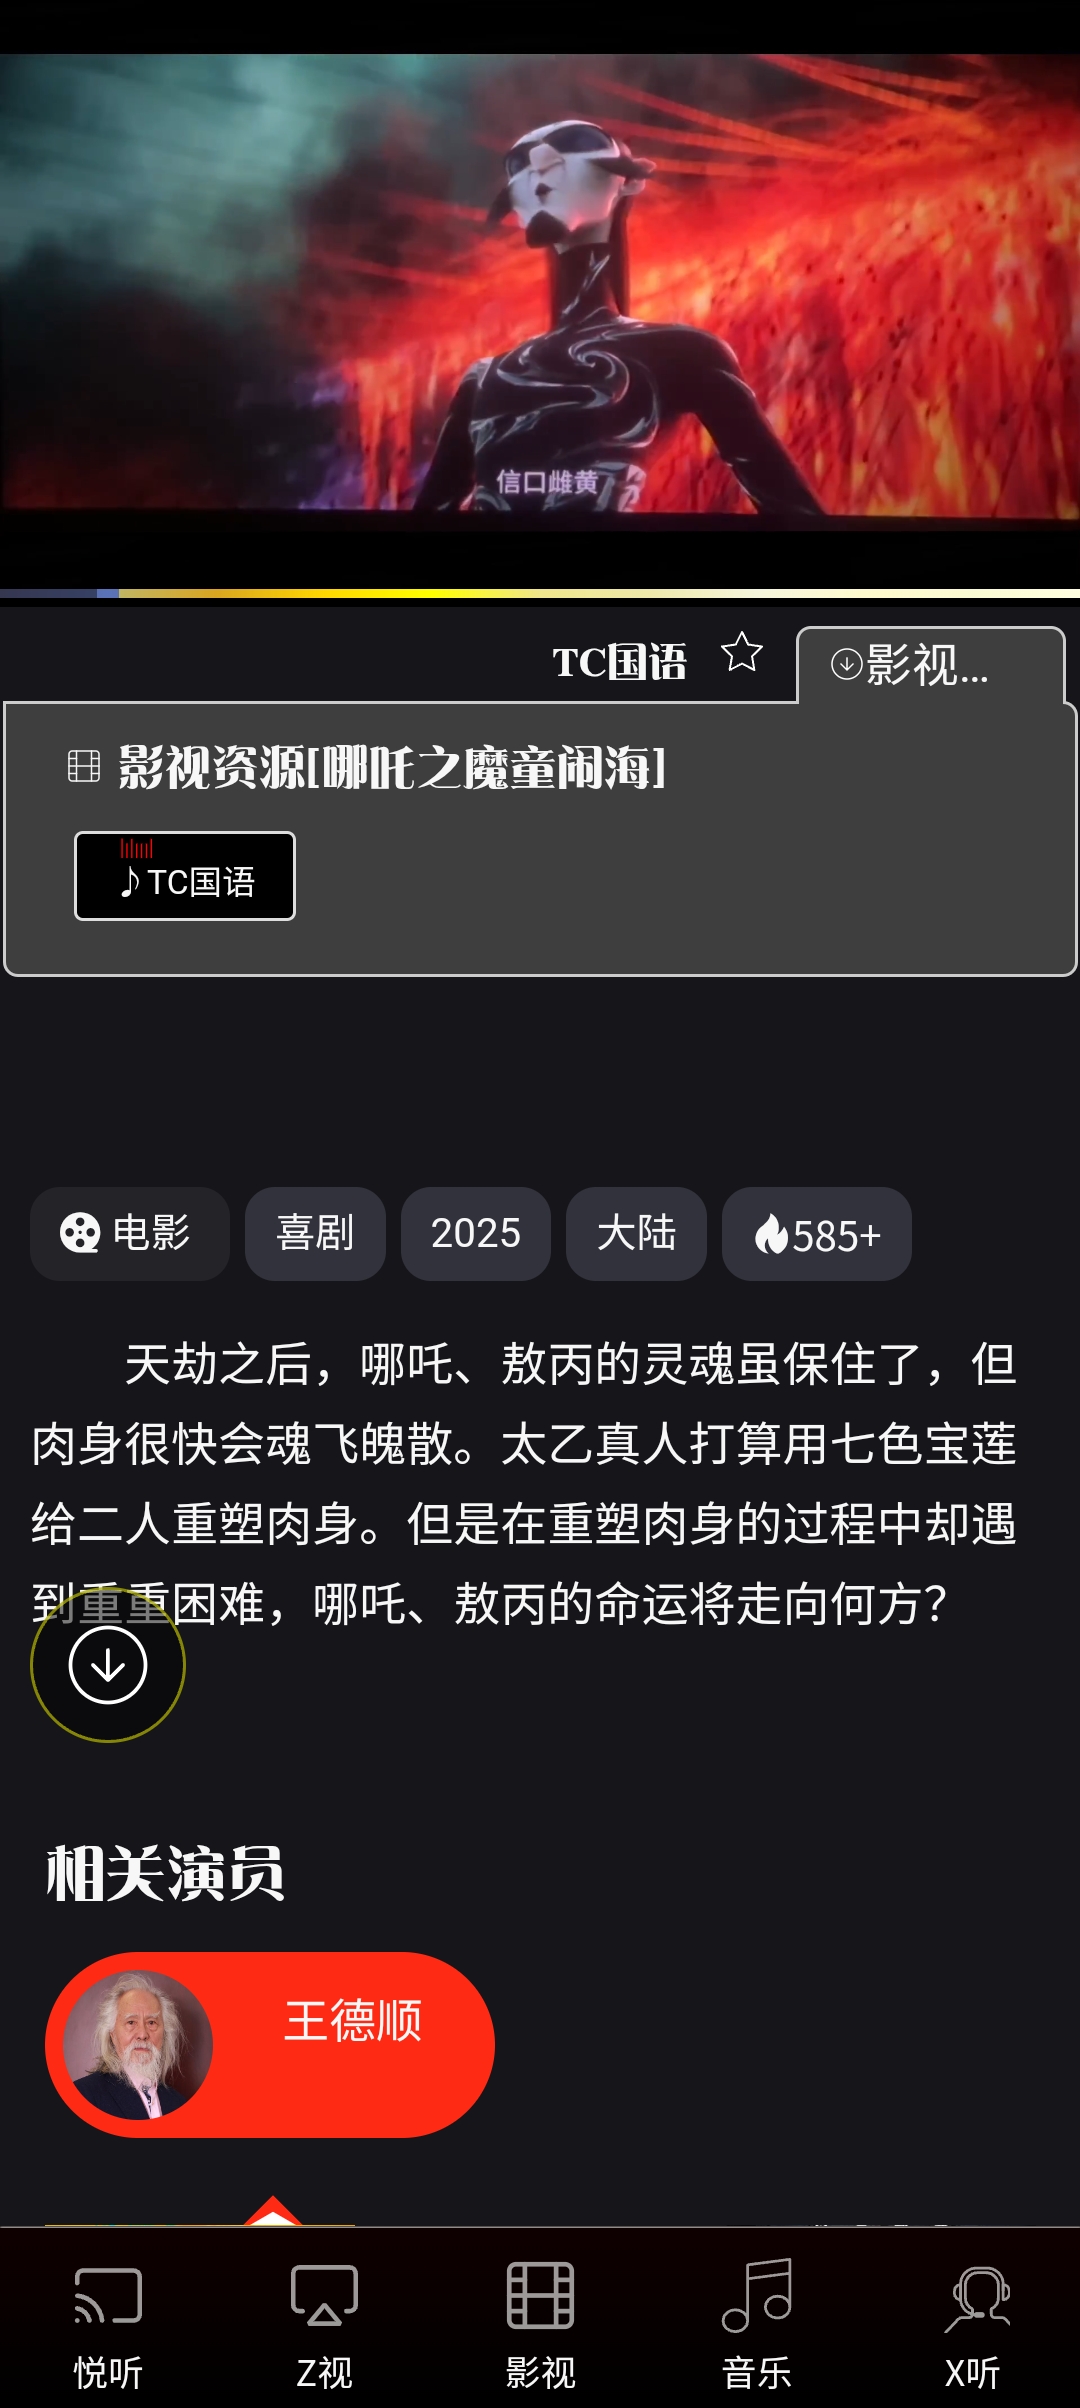 信口雌黄
TC国语
影视...
影视资源[哪吒之魔童闹海]
TC国语
电影
喜剧
2025
大陆
585+
天劫之后，哪吒、敖丙的灵魂虽保住了，但
肉身很快会魂飞魄散。太乙真人打算用七色宝莲
给二人重塑肉身。但是在重塑肉身的过程中却遇
到重重困难，哪吒、敖丙的命运将走向何方？
相关演员
王德顺
悦听
Z视
影视
音乐
X听